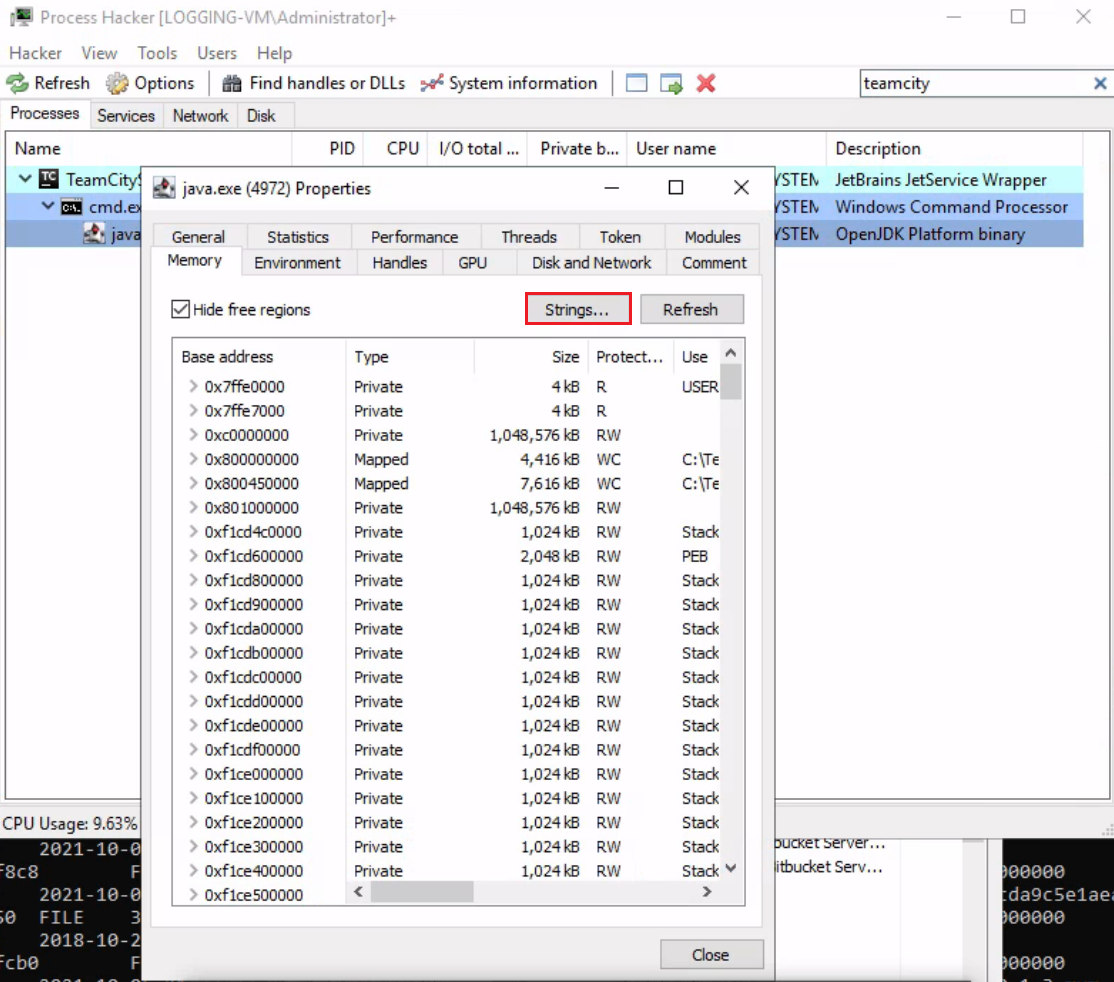 Process Hacker [LOGGING-VM\Administrator]+
Hacker View Tools Users Help
Refresh Options Find handles or DLLs System information teamcity
Processes Services Network Disk
Name PID CPU I/O total ... Private b... User name Description
TeamCity YSTEM JetBrains JetService Wrapper
cmd.ex YSTEM Windows Command Processor
java YSTEM OpenJDK Platform binary
java.exe (4972) Properties
General Statistics Performance Threads Token Modules
Memory Environment Handles GPU Disk and Network Comment
Hide free regions Strings... Refresh
Base address Type Size Protect... Use
0x7ffe0000 Private 4 kB R USER
0x7ffe7000 Private 4 kB R
0xc0000000 Private 1,048,576 kB RW
0x800000000 Mapped 4,416 kB WC C:\Te
0x800450000 Mapped 7,616 kB WC C:\Te
0x801000000 Private 1,048,576 kB RW
0xf1cd4c0000 Private 1,024 kB RW Stack
0xf1cd600000 Private 2,048 kB RW PEB
0xf1cd800000 Private 1,024 kB RW Stack
0xf1cd900000 Private 1,024 kB RW Stack
0xf1cda00000 Private 1,024 kB RW Stack
0xf1cdb00000 Private 1,024 kB RW Stack
0xf1cdc00000 Private 1,024 kB RW Stack
0xf1cdd00000 Private 1,024 kB RW Stack
0xf1cde00000 Private 1,024 kB RW Stack
0xf1cdf00000 Private 1,024 kB RW Stack
0xf1ce000000 Private 1,024 kB RW Stack
0xf1ce100000 Private 1,024 kB RW Stack
0xf1ce200000 Private 1,024 kB RW Stack
0xf1ce300000 Private 1,024 kB RW Stack
0xf1ce400000 Private 1,024 kB RW Stack
0xf1ce500000
Close
CPU Usage: 9.63%
2021-10-0 bucket Server...
f8c8 F itbucket Serv... 000000
2021-10-0 tda9c5e1aea
50 FILE 3 000000
2018-10-2
fcb0 F 000000